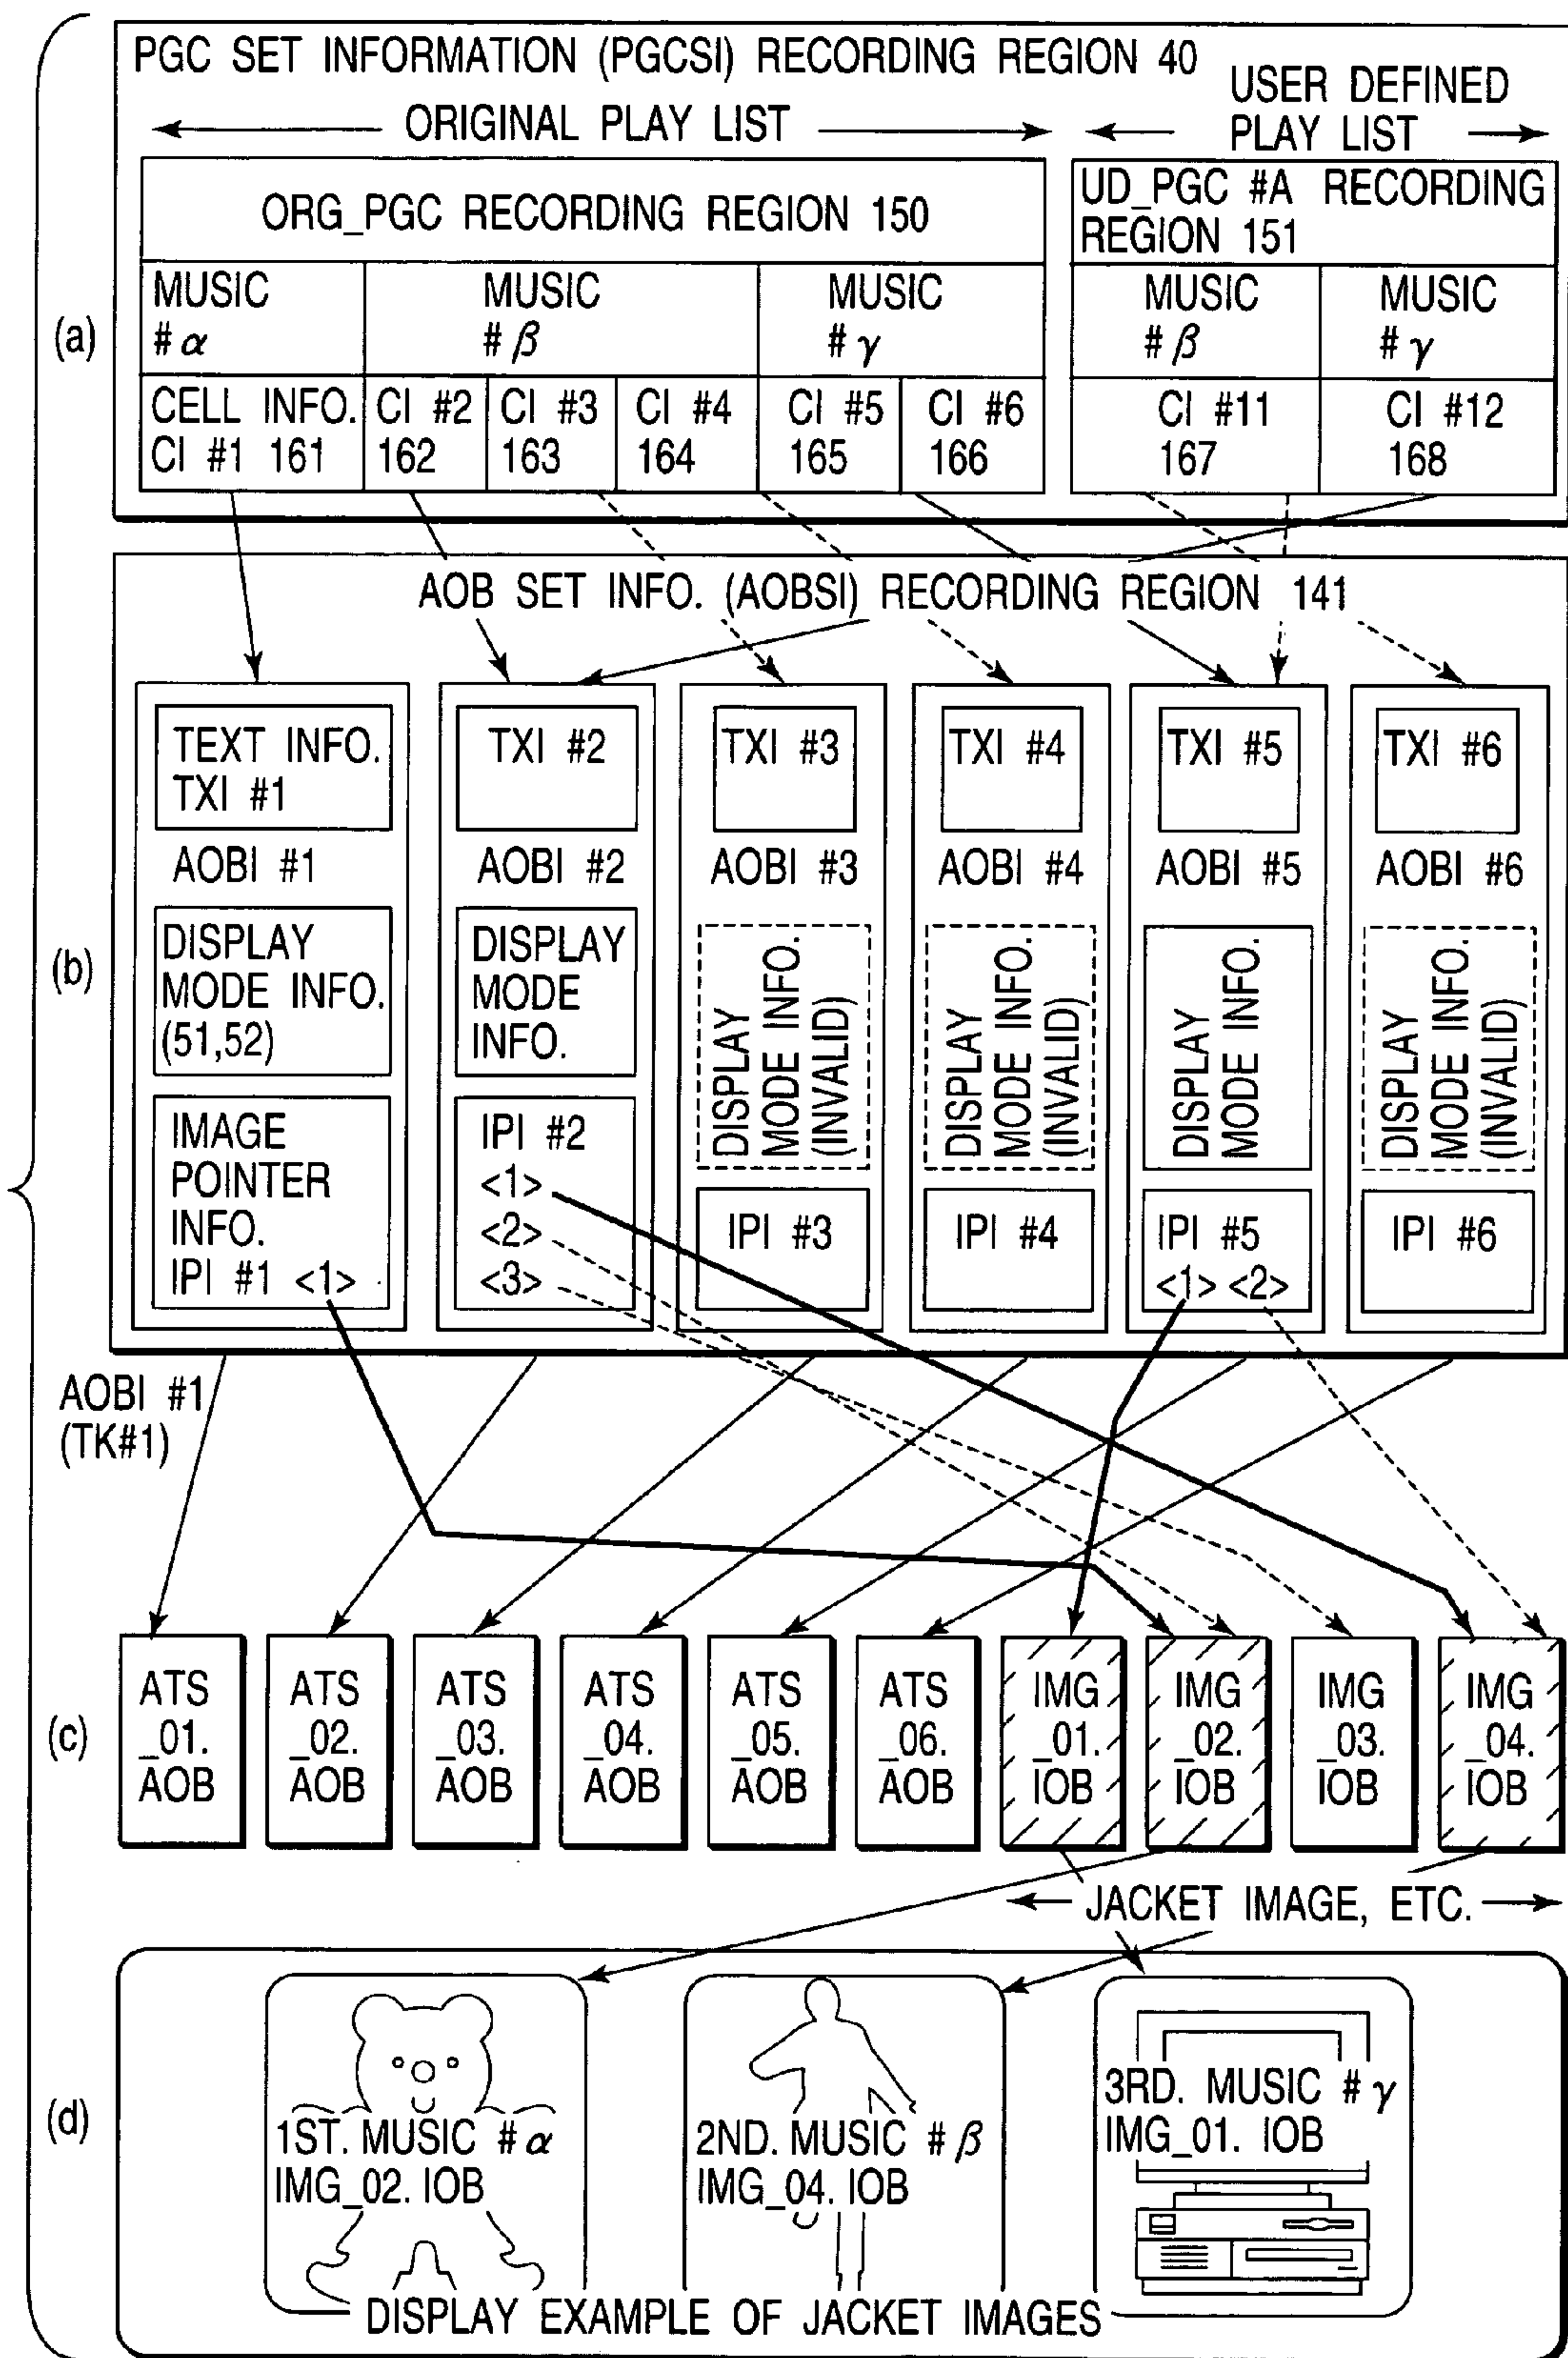 PGC SET INFORMATION (PGCSI) RECORDING REGION 40
ORIGINAL PLAY LIST
USER DEFINED
PLAY LIST
ORG_PGC RECORDING REGION 150
UD_PGC #A RECORDING
REGION 151
MUSIC
# α
MUSIC
# β
MUSIC
# γ
MUSIC
# β
MUSIC
# γ
(a)
CELL INFO.
CI #1 161
CI #2
162
CI #3
163
CI #4
164
CI #5
165
CI #6
166
CI #11
167
CI #12
168
AOB SET INFO. (AOBSI) RECORDING REGION 141
(b)
TEXT INFO.
TXI #1
AOBI #1
DISPLAY
MODE INFO.
(51,52)
IMAGE
POINTER
INFO.
IPI #1 <1>
TXI #2
AOBI #2
DISPLAY
MODE
INFO.
IPI #2
<1>
<2>
<3>
TXI #3
AOBI #3
DISPLAY
MODE INFO.
(INVALID)
IPI #3
TXI #4
AOBI #4
DISPLAY
MODE INFO.
(INVALID)
IPI #4
TXI #5
AOBI #5
DISPLAY
MODE INFO.
IPI #5
<1> <2>
TXI #6
AOBI #6
DISPLAY
MODE INFO.
(INVALID)
IPI #6
AOBI #1
(TK#1)
(c)
ATS
_01.
AOB
ATS
_02.
AOB
ATS
_03.
AOB
ATS
_04.
AOB
ATS
_05.
AOB
ATS
_06.
AOB
IMG
_01.
IOB
IMG
_02.
IOB
IMG
_03.
IOB
IMG
_04.
IOB
JACKET IMAGE, ETC.
(d)
1ST. MUSIC # α
IMG_02. IOB
2ND. MUSIC # β
IMG_04. IOB
3RD. MUSIC # γ
IMG_01. IOB
DISPLAY EXAMPLE OF JACKET IMAGES